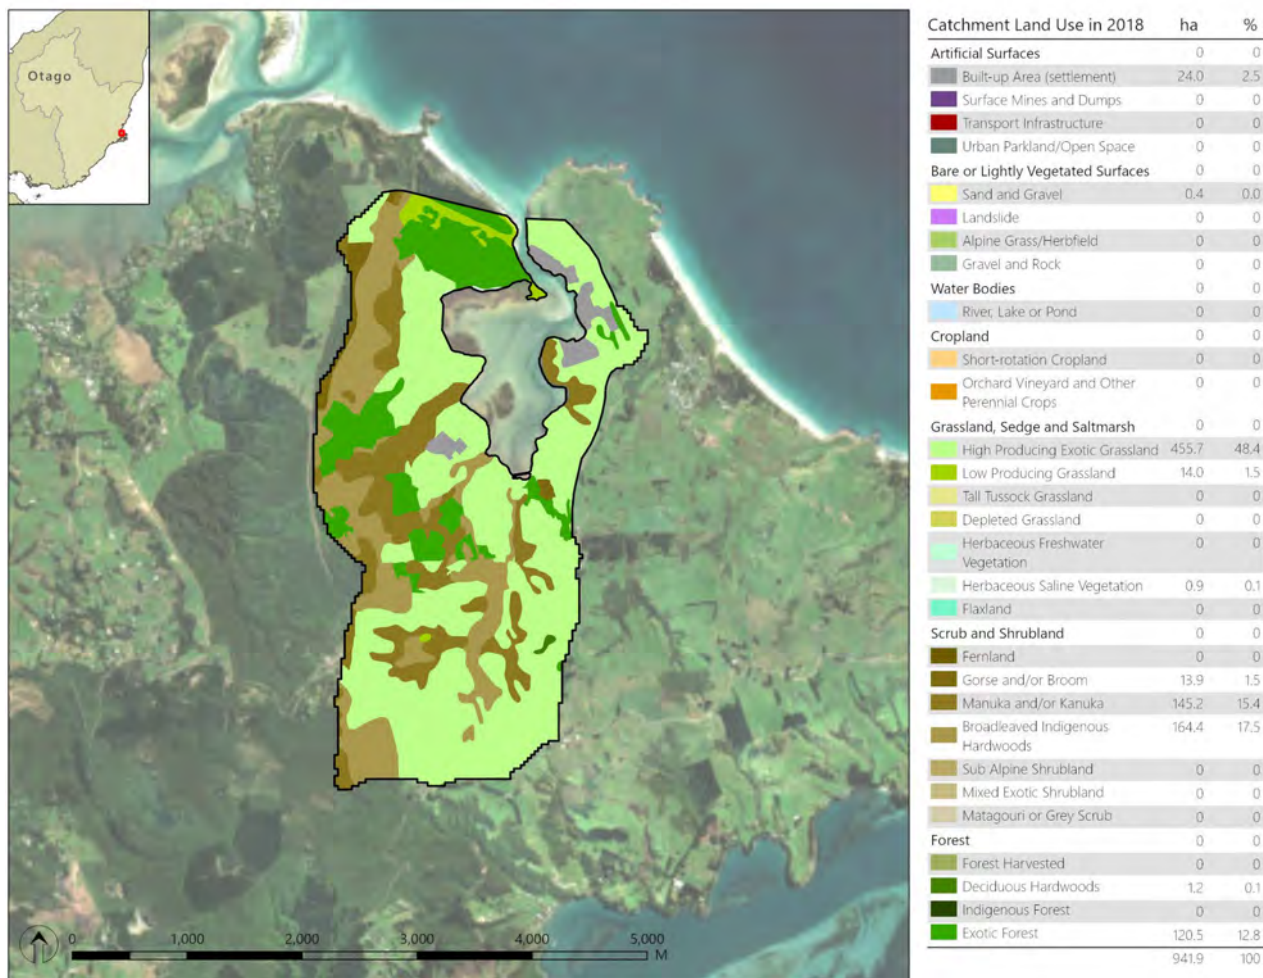 Otago
0 1,000 2,000 3,000 4,000 5,000
M
Catchment Land Use in 2018 ha %
Artificial Surfaces 0 0
Built-up Area (settlement) 24.0 2.5
Surface Mines and Dumps 0 0
Transport Infrastructure 0 0
Urban Parkland/Open Space 0 0
Bare or Lightly Vegetated Surfaces 0 0
Sand and Gravel 0.4 0.0
Landslide 0 0
Alpine Grass/Herbfield 0 0
Gravel and Rock 0 0
Water Bodies 0 0
River, Lake or Pond 0 0
Cropland 0 0
Short-rotation Cropland 0 0
Orchard Vineyard and Other 0 0
Perennial Crops
Grassland, Sedge and Saltmarsh 0 0
High Producing Exotic Grassland 455.7 48.4
Low Producing Grassland 14.0 1.5
Tall Tussock Grassland 0 0
Depleted Grassland 0 0
Herbaceous Freshwater 0 0
Vegetation
Herbaceous Saline Vegetation 0.9 0.1
Flaxland 0 0
Scrub and Shrubland 0 0
Fernland 0 0
Gorse and/or Broom 13.9 1.5
Manuka and/or Kanuka 145.2 15.4
Broadleaved Indigenous 164.4 17.5
Hardwoods
Sub Alpine Shrubland 0 0
Mixed Exotic Shrubland 0 0
Matagouri or Grey Scrub 0 0
Forest 0 0
Forest Harvested 0 0
Deciduous Hardwoods 1.2 0.1
Indigenous Forest 0 0
Exotic Forest 120.5 12.8
941.9 100